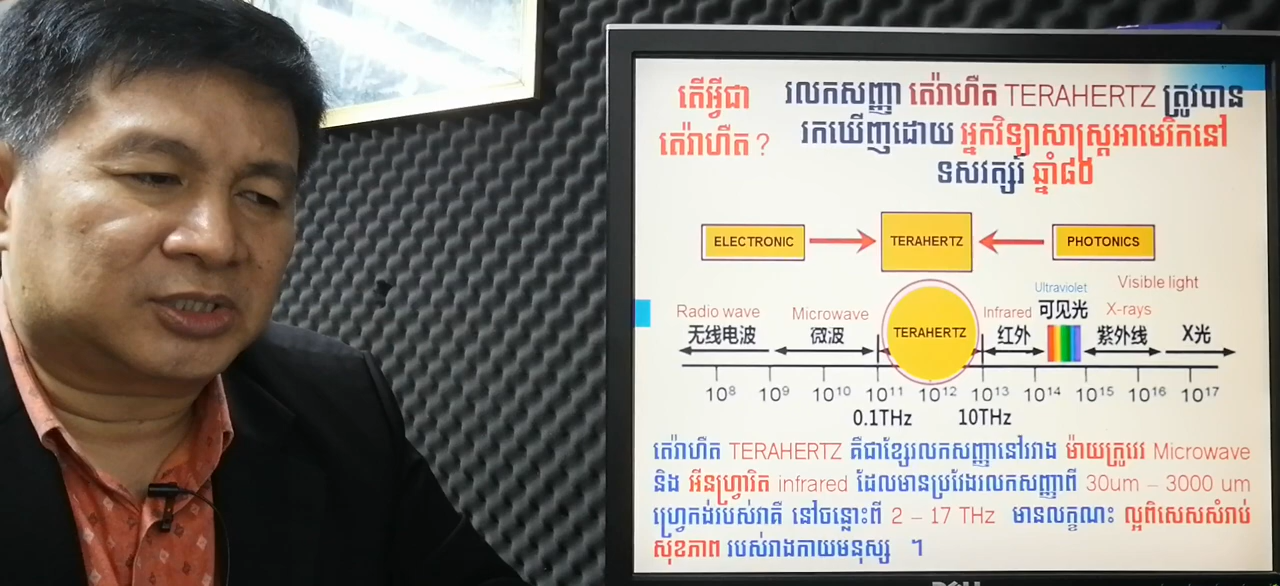 តើអ្វីជា
តេរ៉ាហឺត ?
រលកសញ្ញា តេរ៉ាហឺត TERAHERTZ ត្រូវបាន
រកឃើញដោយ អ្នកវិទ្យាសាស្ត្រអាមេរិកនៅ
ទសវត្សរ៍ ឆ្នាំ៨០
ELECTRONIC
TERAHERTZ
PHOTONICS
Visible light
Ultraviolet
Radio wave
Microwave
TERAHERTZ
Infrared
可见光
X-rays
无线电波
微波
红外
紫外线
X光
10⁸ 10⁹ 10¹⁰ 10¹¹ 10¹² 10¹³ 10¹⁴ 10¹⁵ 10¹⁶ 10¹⁷
0.1THz 10THz
តេរ៉ាហឺត TERAHERTZ គឺជាខ្សែរលកសញ្ញានៅរវាង ម៉ាយក្រូវេវ Microwave
និង អីនហ្វ្រារិត infrared ដែលមានប្រវែងរលកសញ្ញាពី 30um – 3000 um
ហ្វ្រេកង់របស់វាគឺ នៅចន្លោះពី 2 – 17 THz មានលក្ខណះ ល្អពិសេសសំរាប់
សុខភាព របស់រាងកាយមនុស្ស ។